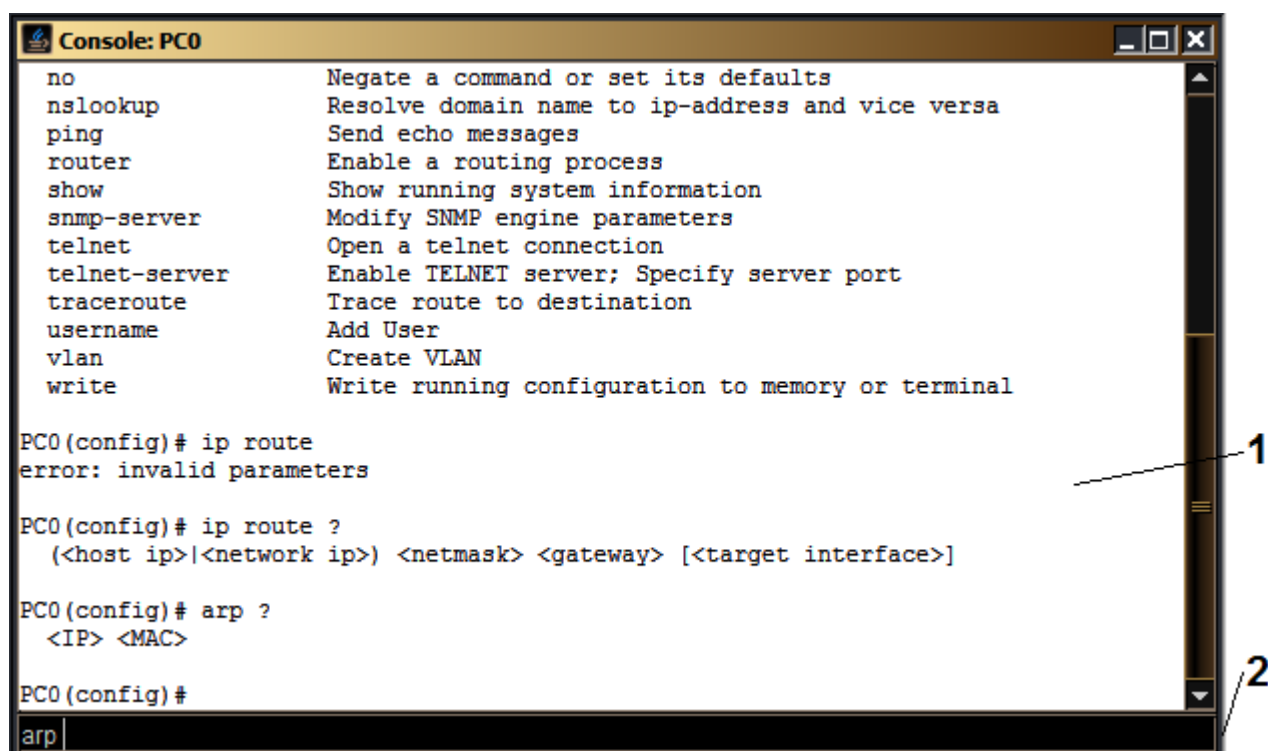 Console: PC0
no Negate a command or set its defaults
nslookup Resolve domain name to ip-address and vice versa
ping Send echo messages
router Enable a routing process
show Show running system information
snmp-server Modify SNMP engine parameters
telnet Open a telnet connection
telnet-server Enable TELNET server; Specify server port
traceroute Trace route to destination
username Add User
vlan Create VLAN
write Write running configuration to memory or terminal
PC0(config)# ip route
error: invalid parameters
1
PC0(config)# ip route ?
(<host ip>|<network ip>) <netmask> <gateway> [<target interface>]
PC0(config)# arp ?
<IP> <MAC>
PC0(config)#
2
arp